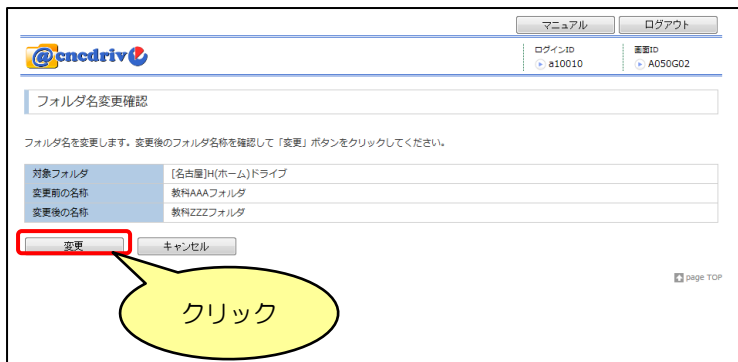 マニュアル ログアウト
@cncdrive
ログインID 画面ID
a10010 A050G02
フォルダ名変更確認
フォルダ名を変更します。変更後のフォルダ名称を確認して「変更」ボタンをクリックしてください。
対象フォルダ [名古屋]H(ホーム)ドライブ
変更前の名称 教科AAAフォルダ
変更後の名称 教科ZZZフォルダ
変更 キャンセル
page TOP
クリック